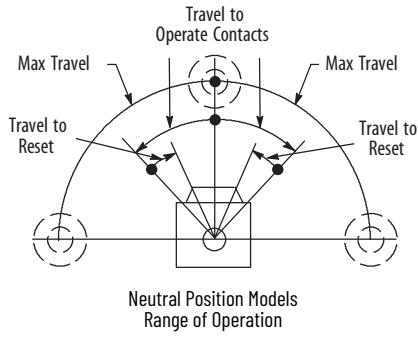 Travel to
Operate Contacts
Max Travel
Max Travel
Travel to
Reset
Travel to
Reset
Neutral Position Models
Range of Operation